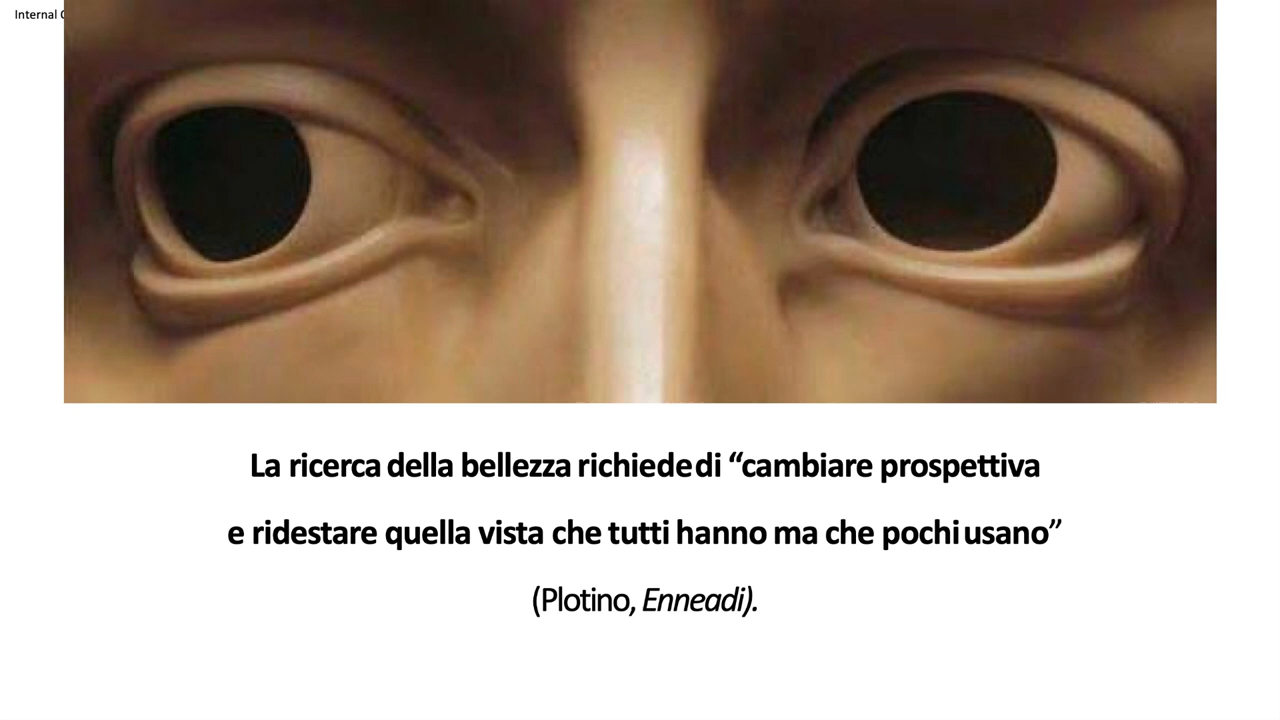 Internal
La ricerca della bellezza richiede di “cambiare prospettiva
e ridestare quella vista che tutti hanno ma che pochi usano”
(Plotino, Enneadi).